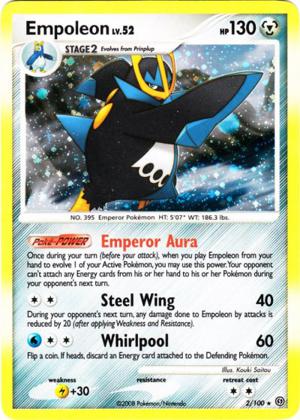 Empoleon LV.52
HP 130
STAGE 2 Evolves from Prinplup
NO. 395 Emperor Pokémon HT: 5'07" WT: 186.3 lbs.
Poké-POWER Emperor Aura
Once during your turn (before your attack), when you play Empoleon from your
hand to evolve 1 of your Active Pokémon, you may use this power. Your opponent
can't attach any Energy cards from his or her hand to his or her Pokémon during
your opponent's next turn.
Steel Wing 40
During your opponent's next turn, any damage done to Empoleon by attacks is
reduced by 20 (after applying Weakness and Resistance).
Whirlpool 60
Flip a coin. If heads, discard an Energy card attached to the Defending Pokémon.
Illus. Kouki Saitou
weakness resistance retreat cost
+30
©2008 Pokémon/Nintendo 2/100 ★